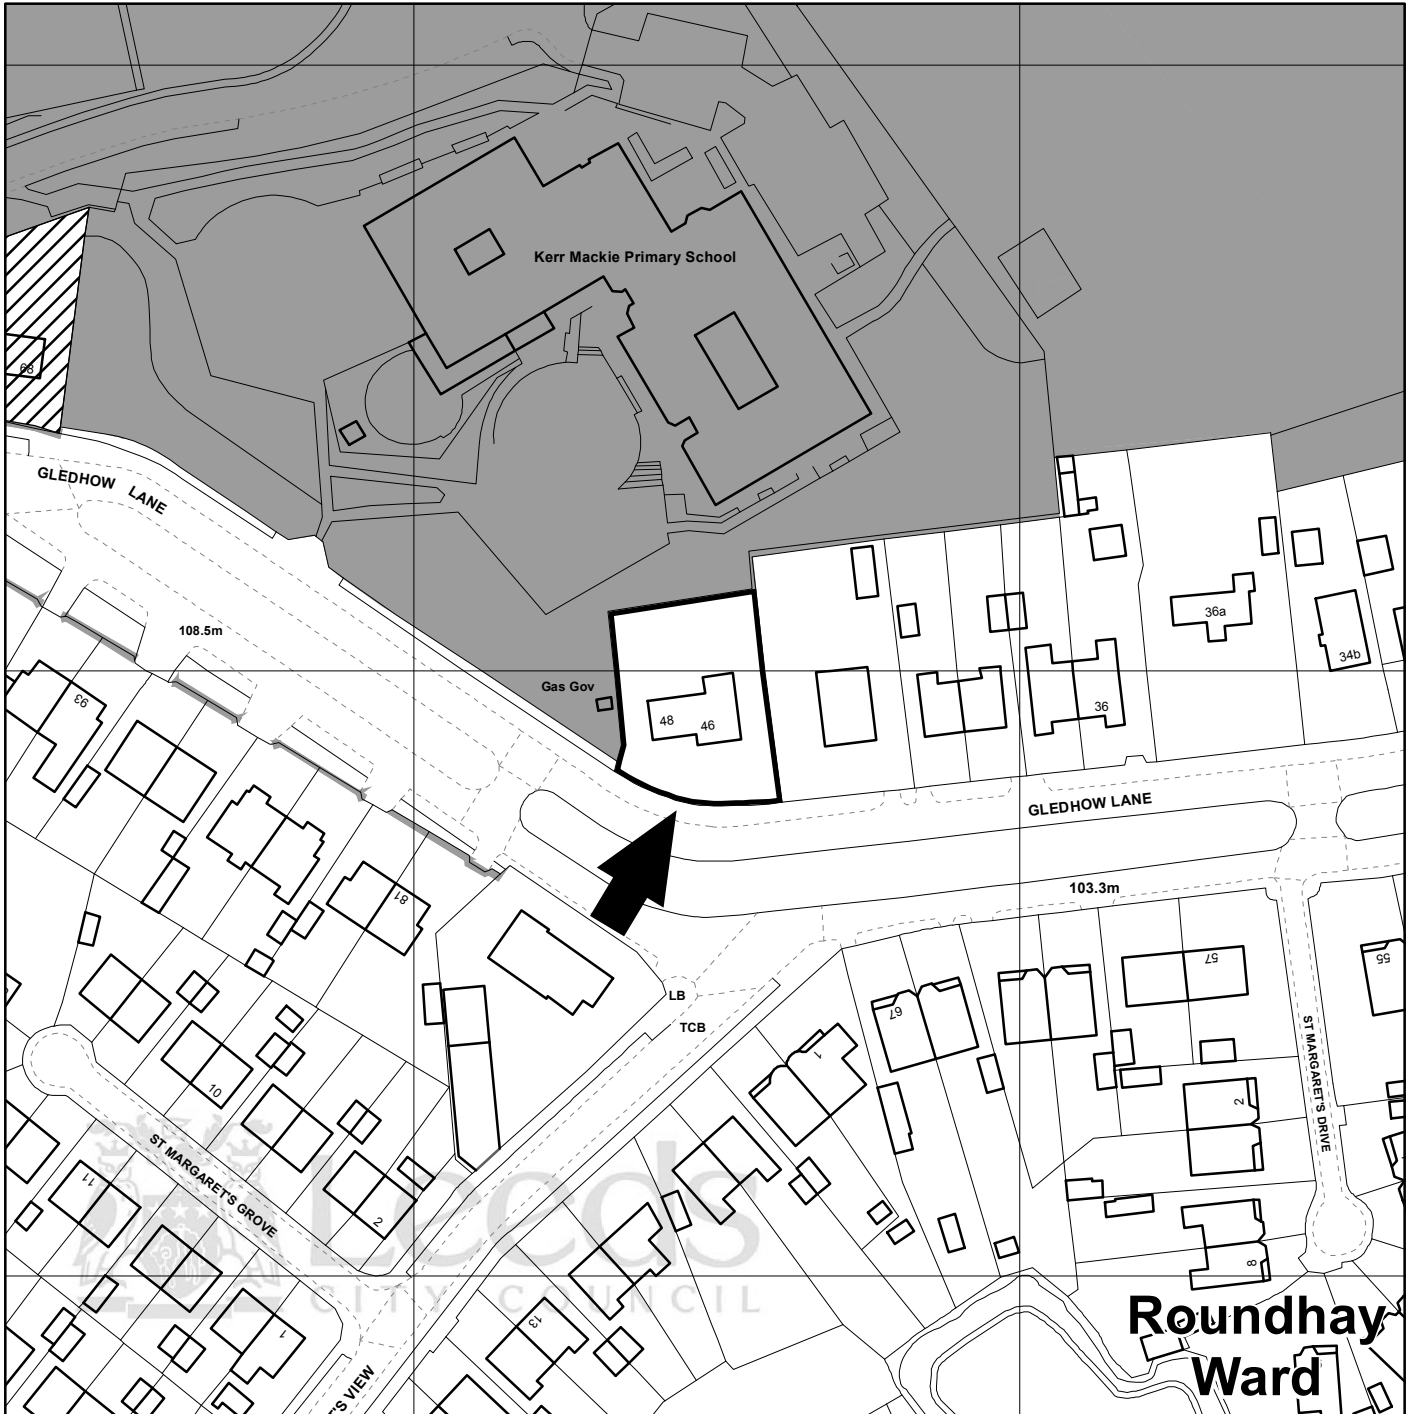 Kerr Mackie Primary School
68
GLEDHOW LANE
108.5m
Gas Gov
48
46
36
36a
34b
93
GLEDHOW LANE
103.3m
81
LB
TCB
67
57
55
1
10
2
ST MARGARET'S DRIVE
2
8
11
ST MARGARET'S GROVE
Leeds
CITY COUNCIL
13
1
'S VIEW
Roundhay
Ward